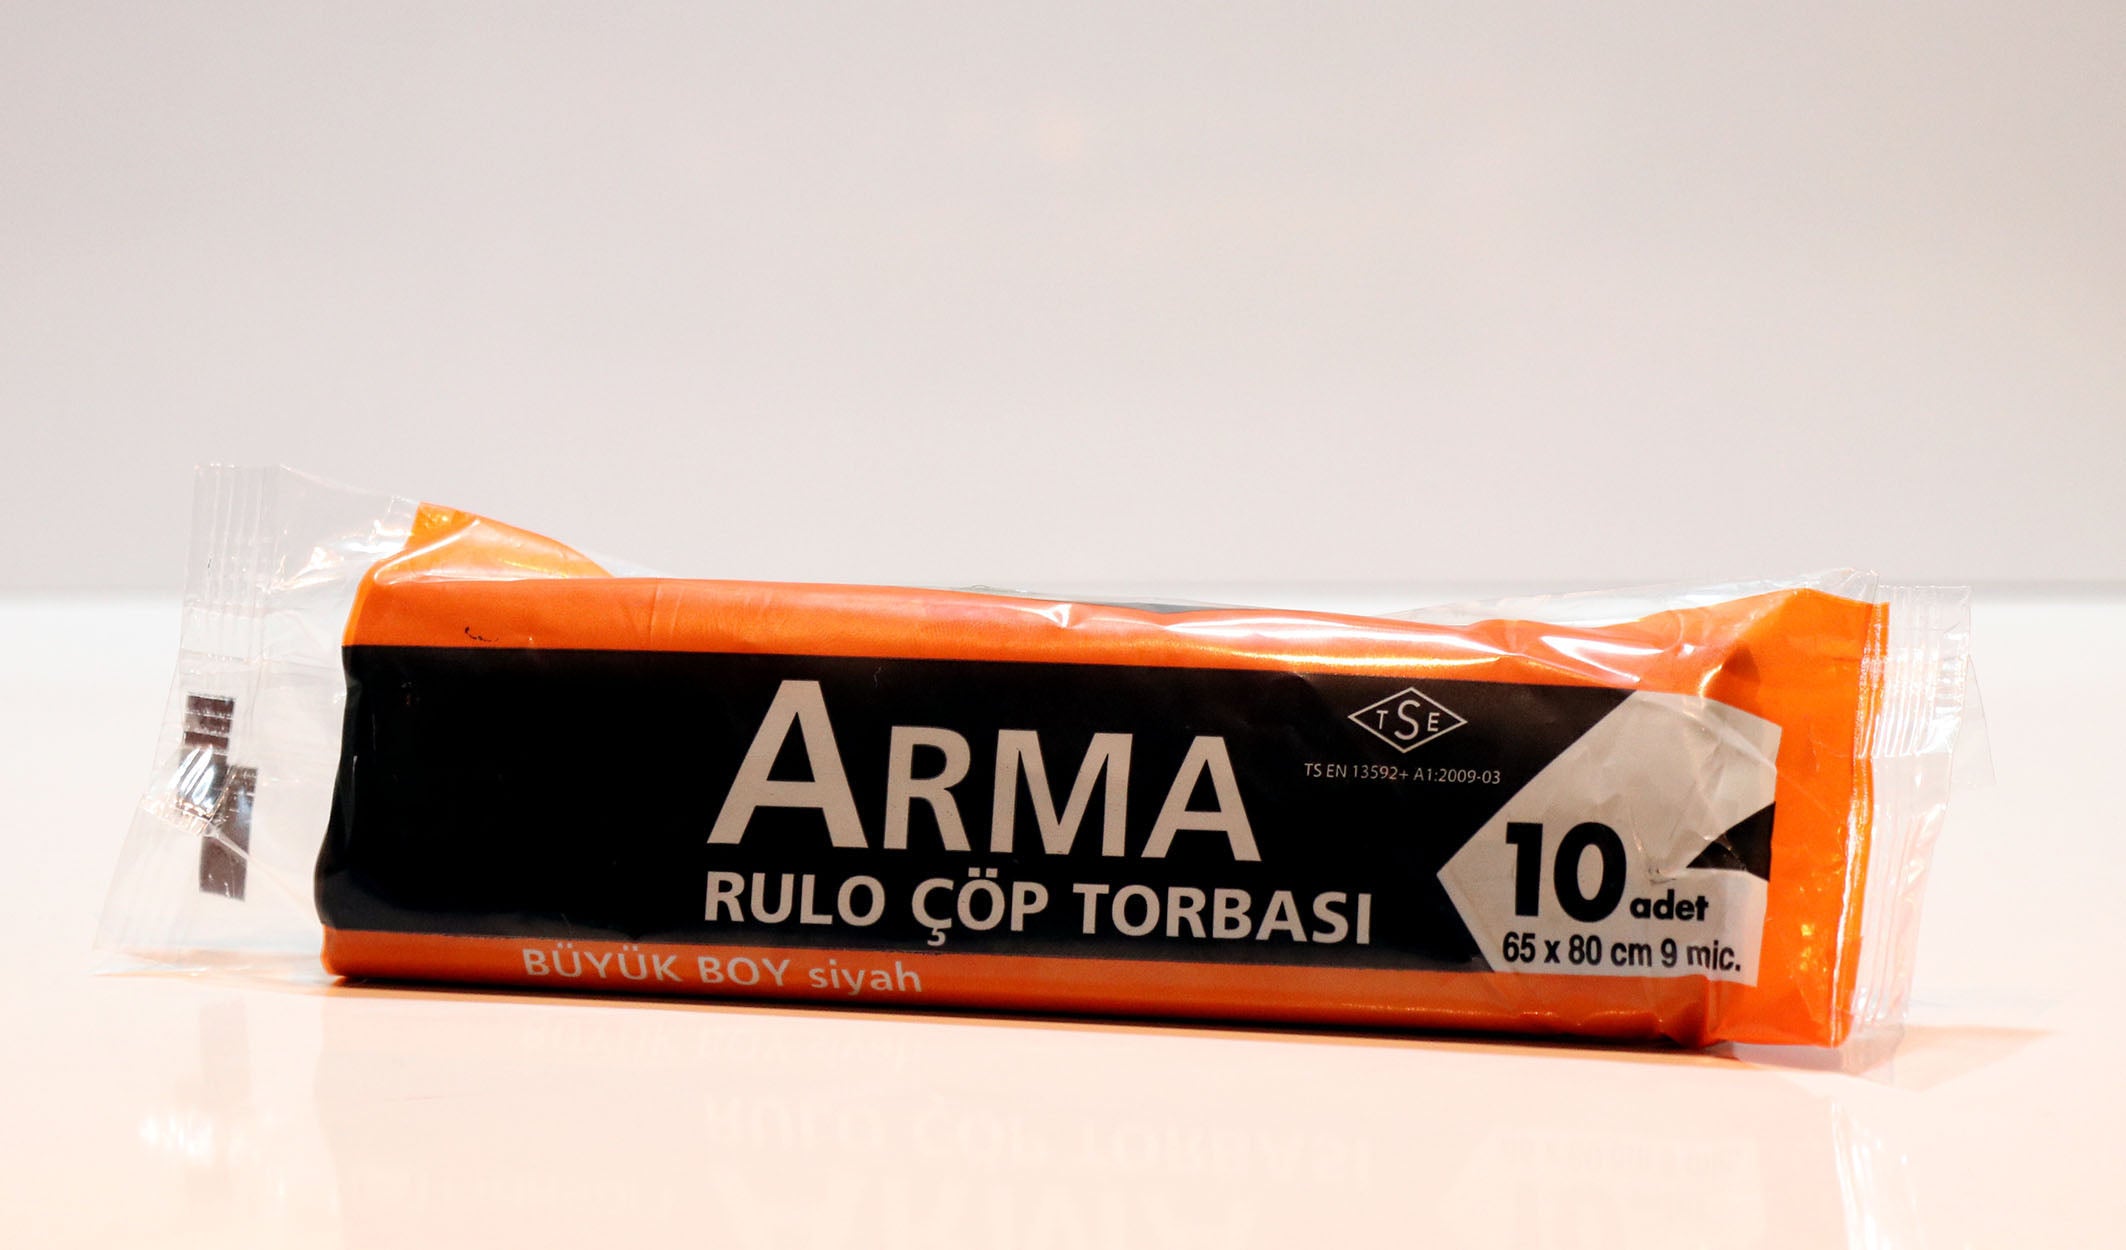 TSE
TS EN 13592+ A1:2009-03
ARMA
RULO ÇÖP TORBASI
BÜYÜK BOY siyah
10 adet
65 x 80 cm 9 mic.